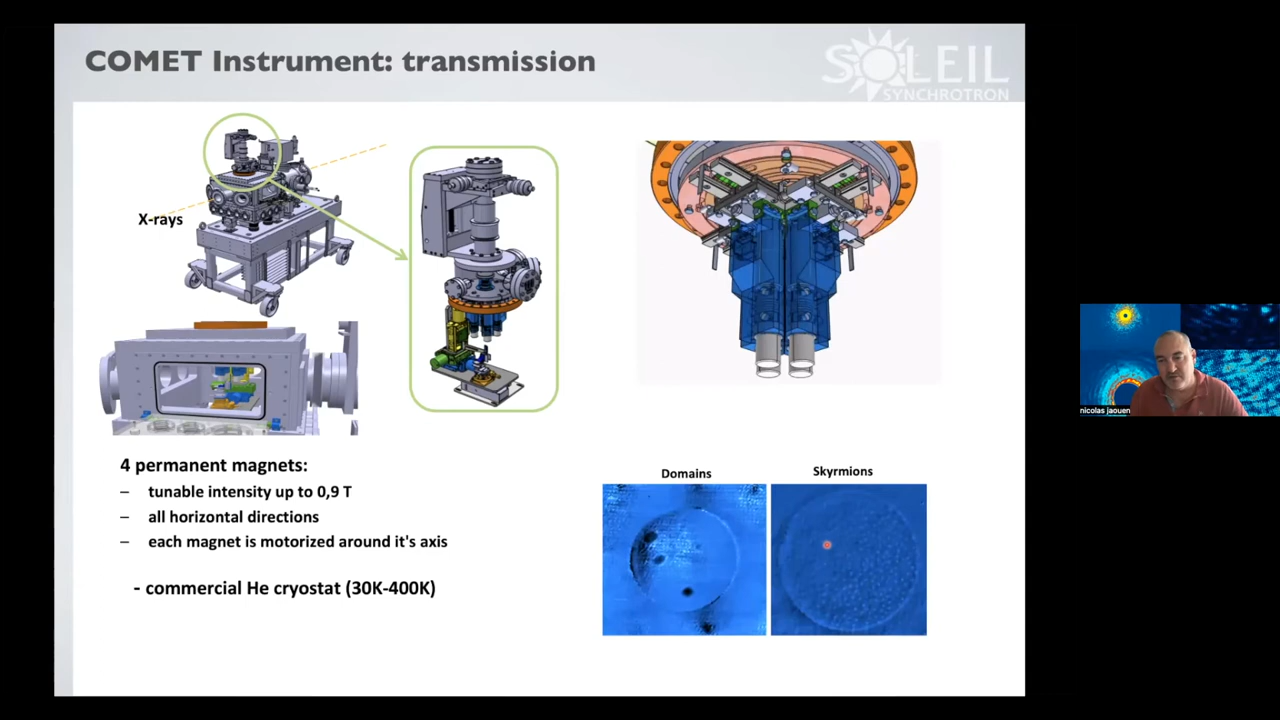 COMET Instrument: transmission
SOLEIL
SYNCHROTRON
X-rays
4 permanent magnets:
– tunable intensity up to 0,9 T
– all horizontal directions
– each magnet is motorized around it's axis
- commercial He cryostat (30K-400K)
Domains
Skyrmions
nicolas jaouen